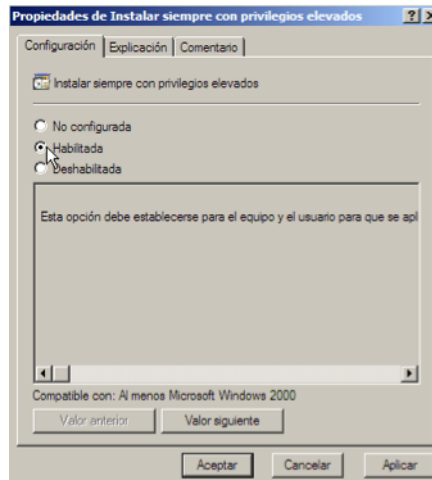 Propiedades de Instalar siempre con privilegios elevados
Configuración Explicación Comentario
Instalar siempre con privilegios elevados
No configurada
Habilitada
Deshabilitada
Esta opción debe establecerse para el equipo y el usuario para que se apl
Compatible con: Al menos Microsoft Windows 2000
Valor anterior Valor siguiente
Aceptar Cancelar Aplicar